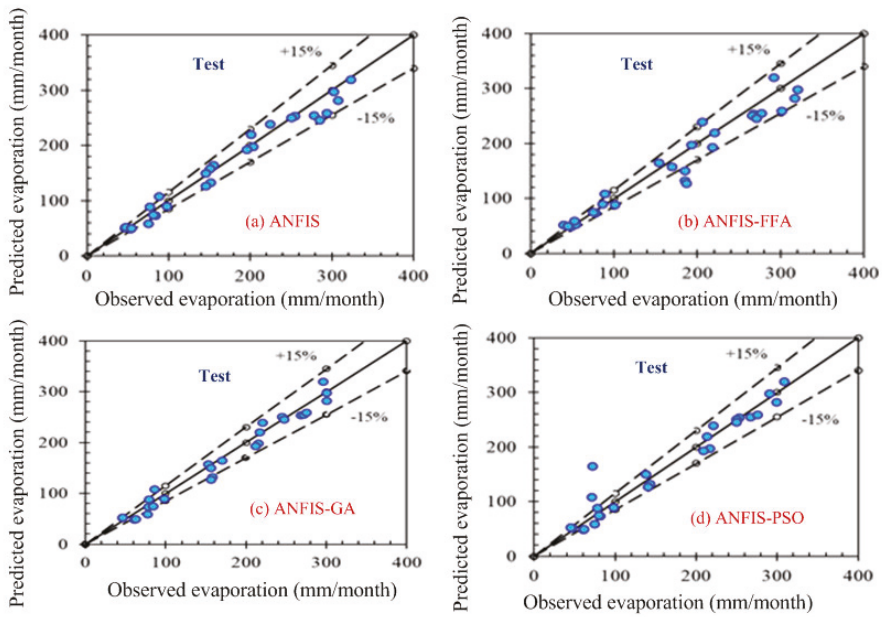 Predicted evaporation (mm/month)
400
300
200
100
0
Test
+15%
-15%
(a) ANFIS
0 100 200 300 400
Observed evaporation (mm/month)
Predicted evaporation (mm/month)
400
300
200
100
0
Test
+15%
-15%
(b) ANFIS-FFA
0 100 200 300 400
Observed evaporation (mm/month)
Predicted evaporation (mm/month)
400
300
200
100
0
Test
+15%
-15%
(c) ANFIS-GA
0 100 200 300 400
Observed evaporation (mm/month)
Predicted evaporation (mm/month)
400
300
200
100
0
Test
+15%
-15%
(d) ANFIS-PSO
0 100 200 300 400
Observed evaporation (mm/month)